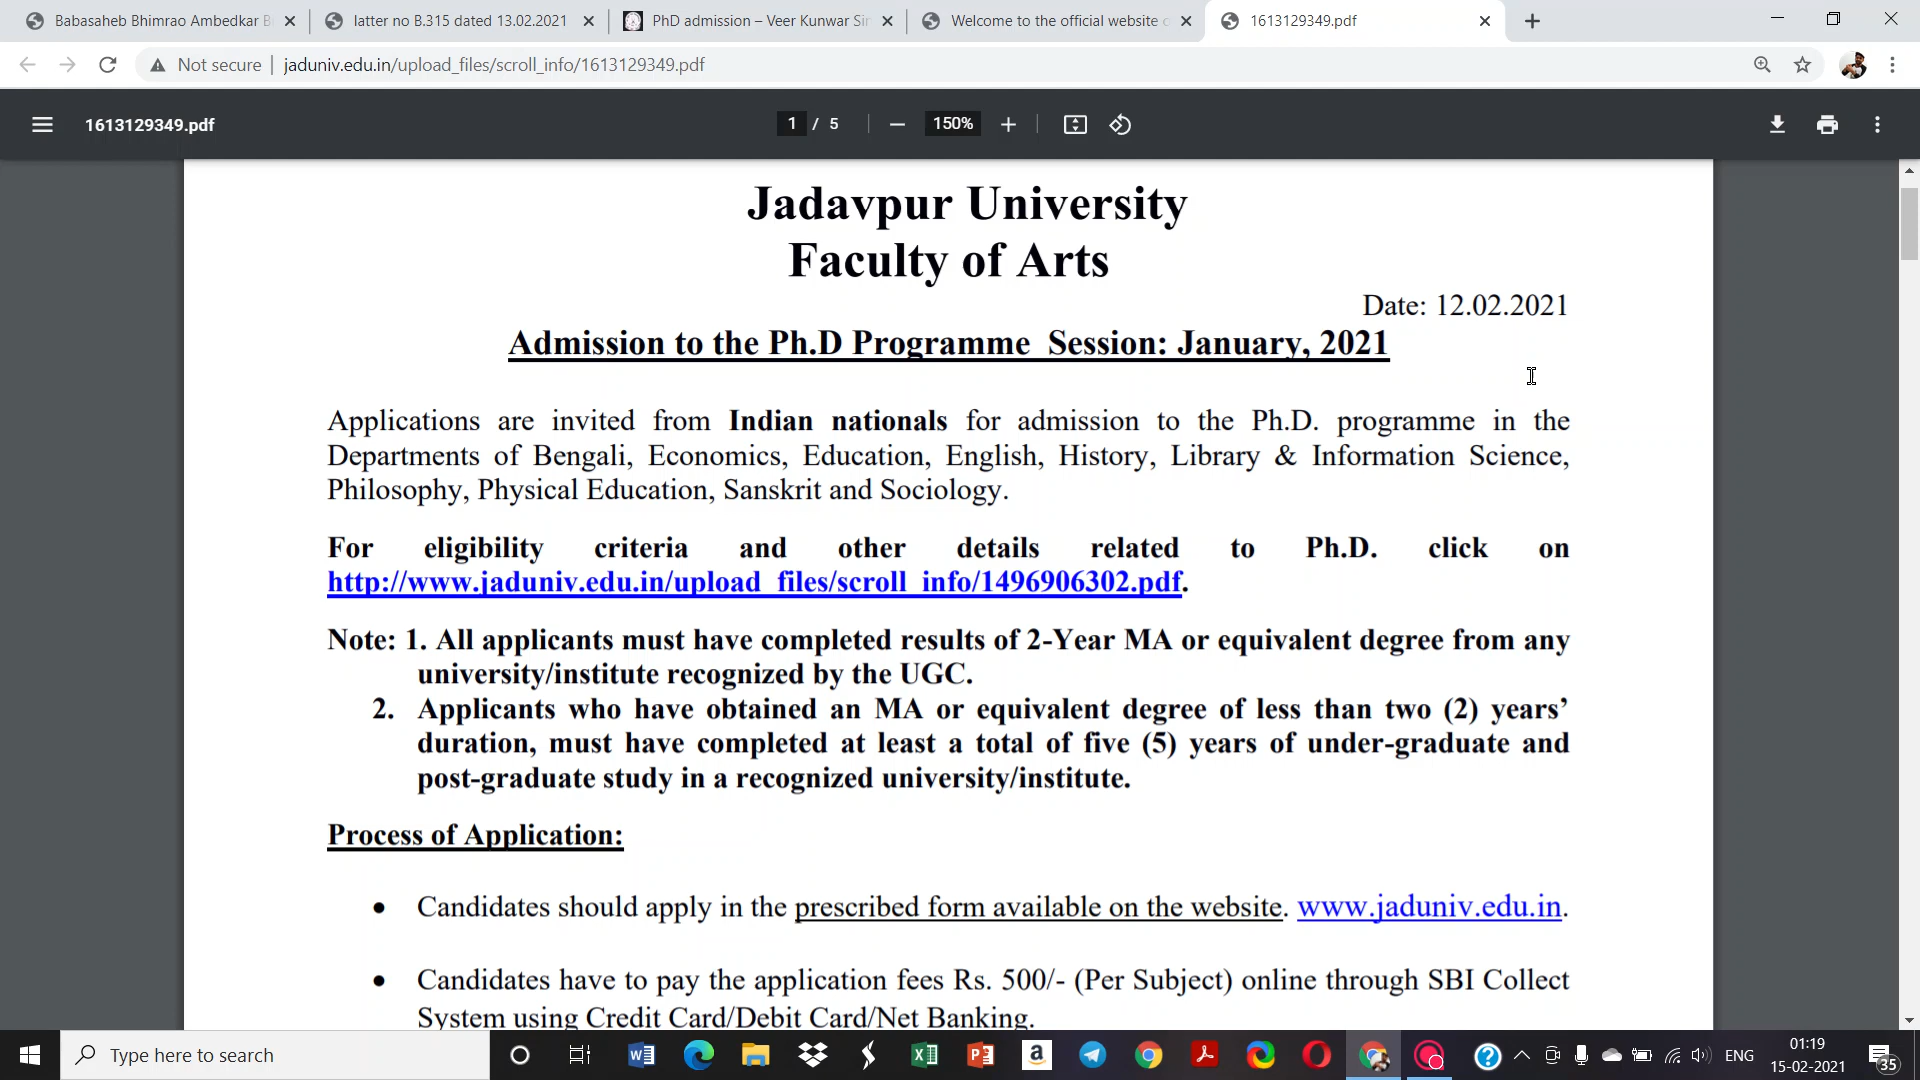 Babasaheb Bhimrao Ambedkar B
latter no B.315 dated 13.02.2021
PhD admission – Veer Kunwar Sin
Welcome to the official website o
1613129349.pdf
Not secure
jaduniv.edu.in/upload_files/scroll_info/1613129349.pdf
1613129349.pdf
1 / 5
150%
Jadavpur University
Faculty of Arts
Date: 12.02.2021
Admission to the Ph.D Programme Session: January, 2021
Applications are invited from Indian nationals for admission to the Ph.D. programme in the
Departments of Bengali, Economics, Education, English, History, Library & Information Science,
Philosophy, Physical Education, Sanskrit and Sociology.
For eligibility criteria and other details related to Ph.D. click on
http://www.jaduniv.edu.in/upload_files/scroll_info/1496906302.pdf.
Note: 1. All applicants must have completed results of 2-Year MA or equivalent degree from any
university/institute recognized by the UGC.
2. Applicants who have obtained an MA or equivalent degree of less than two (2) years’
duration, must have completed at least a total of five (5) years of under-graduate and
post-graduate study in a recognized university/institute.
Process of Application:
• Candidates should apply in the prescribed form available on the website. www.jaduniv.edu.in.
• Candidates have to pay the application fees Rs. 500/- (Per Subject) online through SBI Collect
System using Credit Card/Debit Card/Net Banking.
Type here to search
ENG
01:19
15-02-2021
35